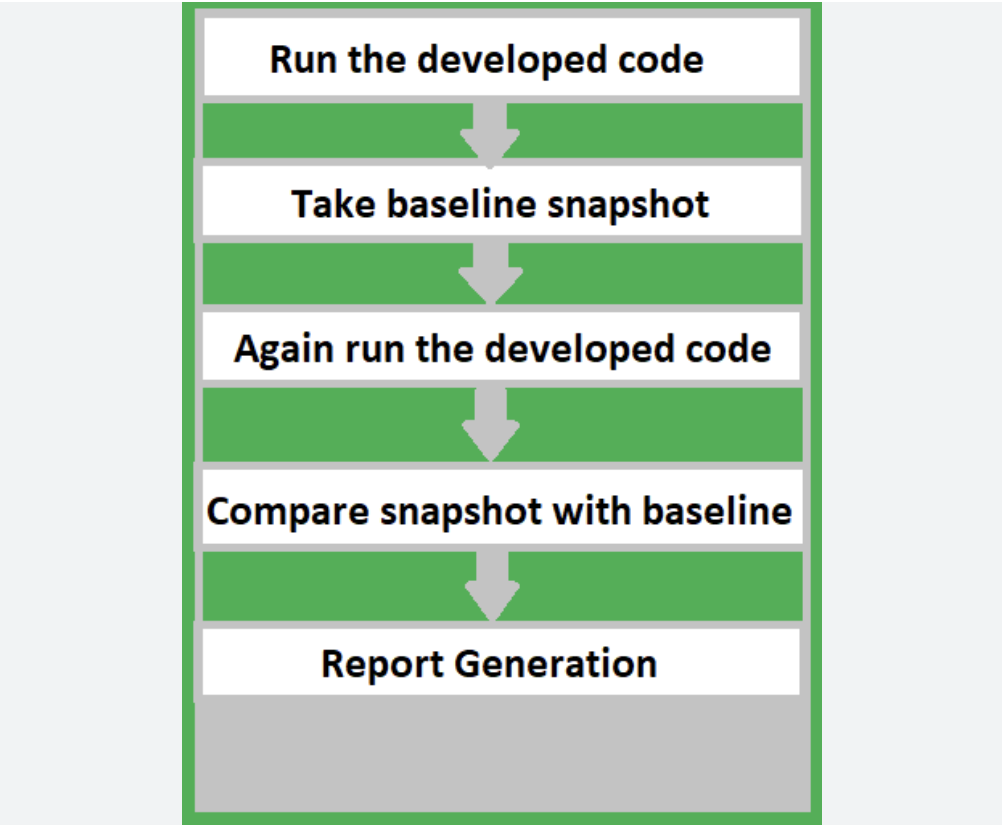 Run the developed code
Take baseline snapshot
Again run the developed code
Compare snapshot with baseline
Report Generation